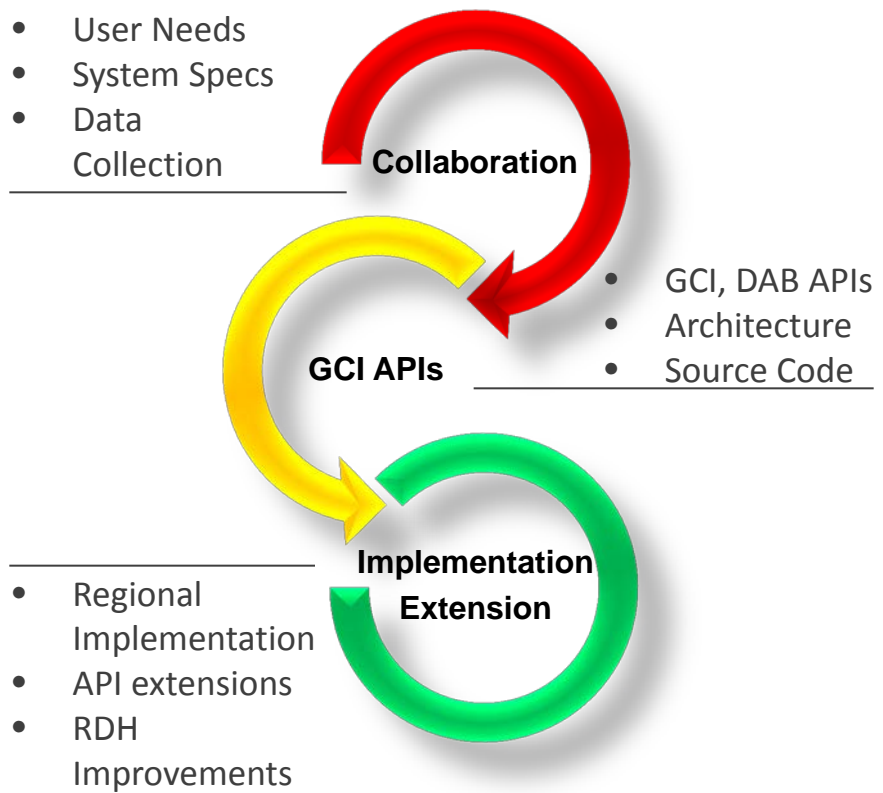 • User Needs
• System Specs
• Data
Collection
Collaboration
• GCI, DAB APIs
• Architecture
• Source Code
GCI APIs
Implementation
Extension
• Regional
Implementation
• API extensions
• RDH
Improvements